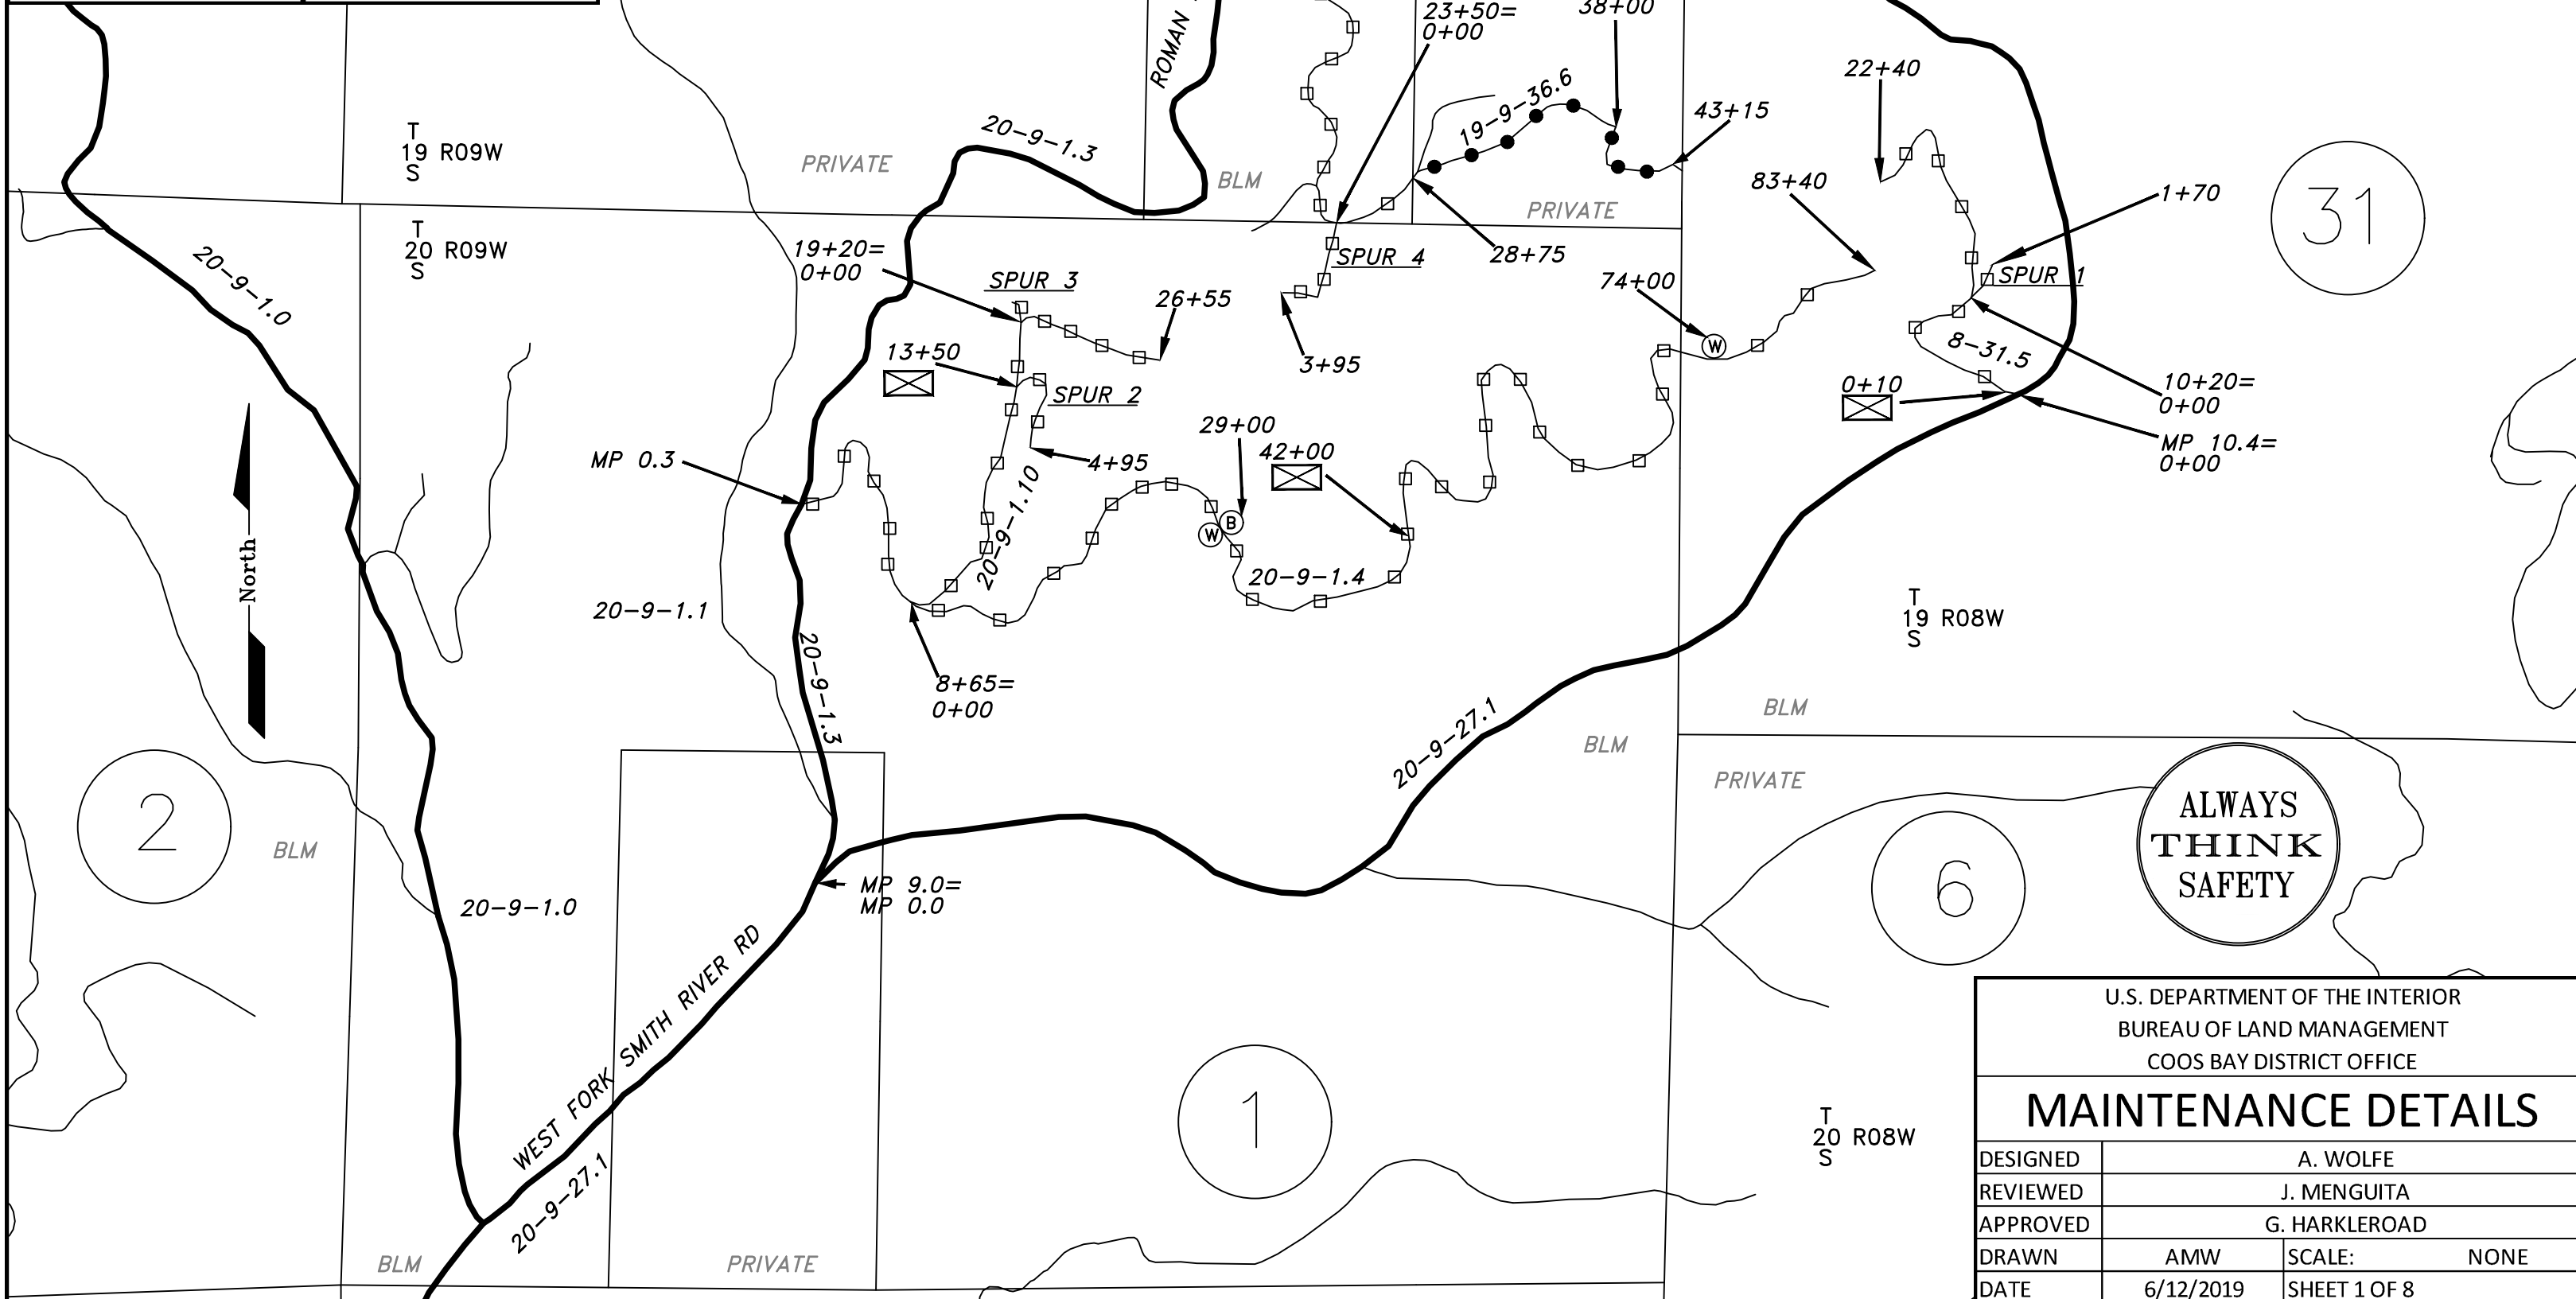 23+50=
0+00
38+00
ROMAN
22+40
19-9-36.6
43+15
T
19 R09W
S
PRIVATE
20-9-1.3
BLM
PRIVATE
83+40
1+70
31
T
20 R09W
S
20-9-1.0
19+20=
0+00
SPUR 3
26+55
SPUR 4
28+75
74+00
SPUR 1
13+50
SPUR 2
3+95
W
8-31.5
0+10
10+20=
0+00
MP 10.4=
0+00
MP 0.3
4+95
29+00
42+00
B
W
North
20-9-1.10
20-9-1.4
20-9-1.1
20-9-1.3
T
19 R08W
S
8+65=
0+00
BLM
BLM
20-9-27.1
PRIVATE
2
BLM
ALWAYS
THINK
SAFETY
6
20-9-1.0
MP 9.0=
MP 0.0
WEST FORK SMITH RIVER RD
20-9-27.1
1
T
20 R08W
S
BLM
PRIVATE
U.S. DEPARTMENT OF THE INTERIOR
BUREAU OF LAND MANAGEMENT
COOS BAY DISTRICT OFFICE
MAINTENANCE DETAILS
DESIGNED A. WOLFE
REVIEWED J. MENGUITA
APPROVED G. HARKLEROAD
DRAWN AMW SCALE: NONE
DATE 6/12/2019 SHEET 1 OF 8